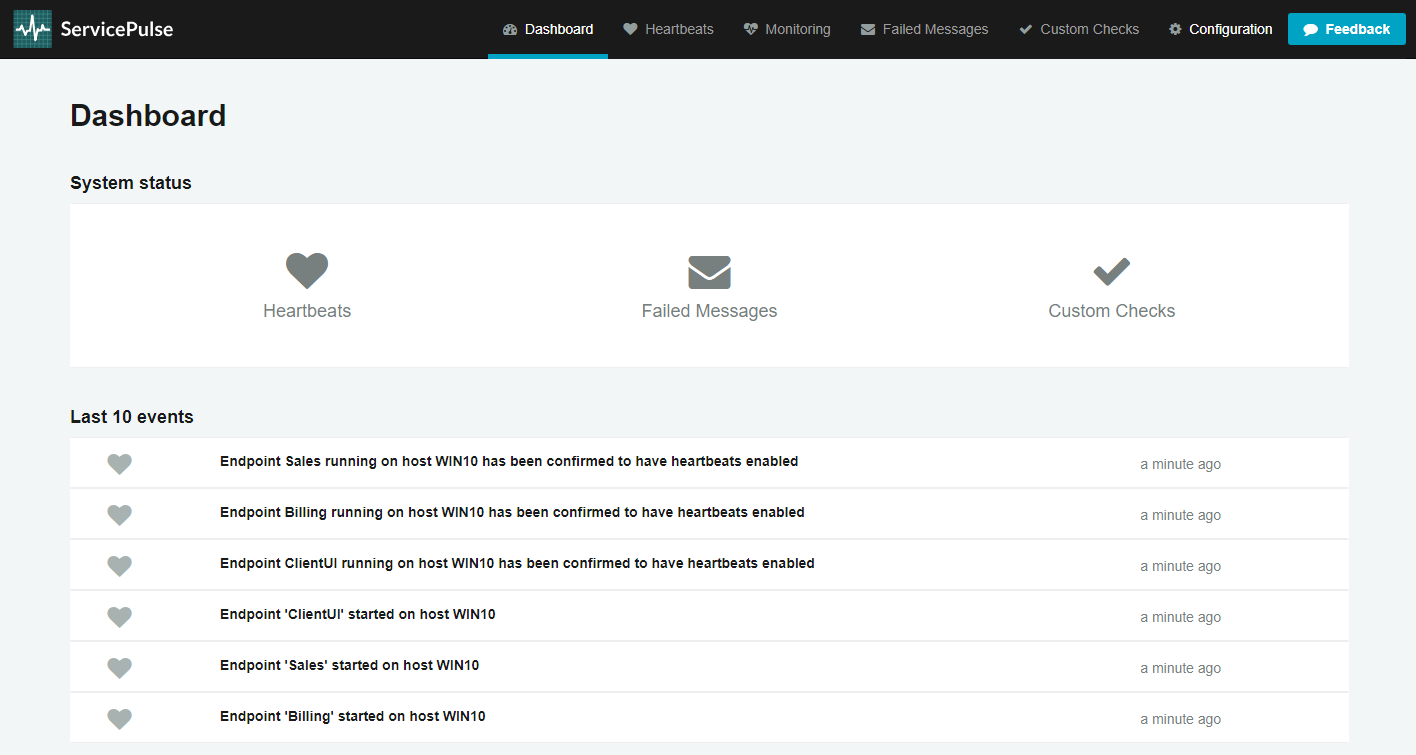 ServicePulse Dashboard Heartbeats Monitoring Failed Messages Custom Checks Configuration Feedback
Dashboard
System status
Heartbeats Failed Messages Custom Checks
Last 10 events
Endpoint Sales running on host WIN10 has been confirmed to have heartbeats enabled a minute ago
Endpoint Billing running on host WIN10 has been confirmed to have heartbeats enabled a minute ago
Endpoint ClientUI running on host WIN10 has been confirmed to have heartbeats enabled a minute ago
Endpoint 'ClientUI' started on host WIN10 a minute ago
Endpoint 'Sales' started on host WIN10 a minute ago
Endpoint 'Billing' started on host WIN10 a minute ago